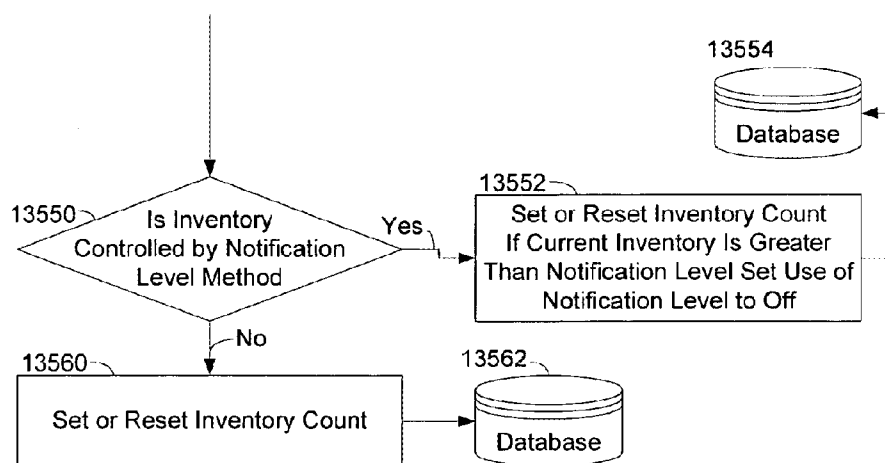 13554
Database
13550
Is Inventory
Controlled by Notification
Level Method
Yes
13552
Set or Reset Inventory Count
If Current Inventory Is Greater
Than Notification Level Set Use of
Notification Level to Off
No
13560
Set or Reset Inventory Count
13562
Database